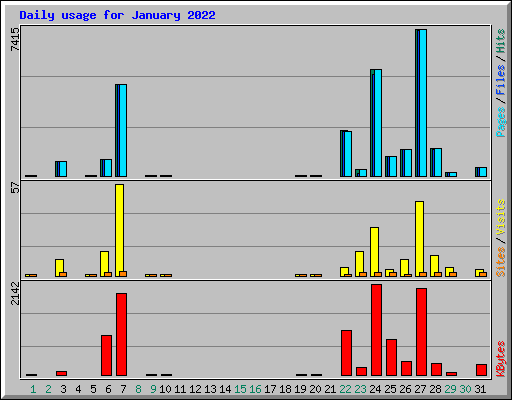 Daily usage for January 2022
7415
57
2142
Pages/Files/Hits
Sites/Visits
KBytes
1 2 3 4 5 6 7 8 9 10 11 12 13 14 15 16 17 18 19 20 21 22 23 24 25 26 27 28 29 30 31